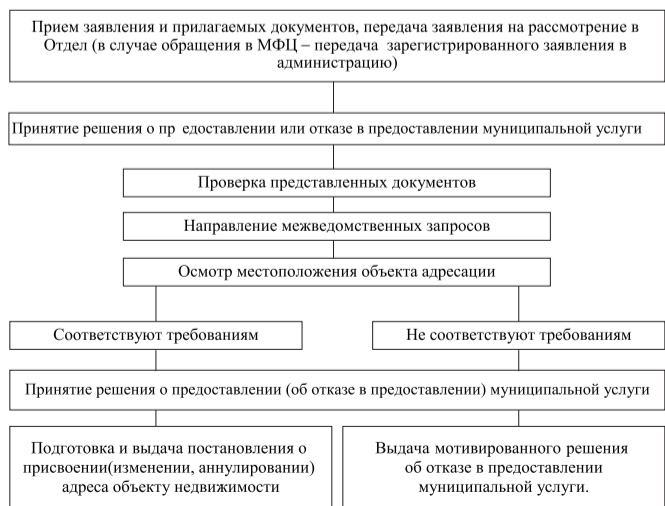 Прием заявления и прилагаемых документов, передача заявления на рассмотрение в
Отдел (в случае обращения в МФЦ – передача зарегистрированного заявления в
администрацию)
Принятие решения о пр едоставлении или отказе в предоставлении муниципальной услуги
Проверка представленных документов
Направление межведомственных запросов
Осмотр местоположения объекта адресации
Соответствуют требованиям
Не соответствуют требованиям
Принятие решения о предоставлении (об отказе в предоставлении) муниципальной услуги
Подготовка и выдача постановления о
присвоении(изменении, аннулировании)
адреса объекту недвижимости
Выдача мотивированного решения
об отказе в предоставлении
муниципальной услуги.